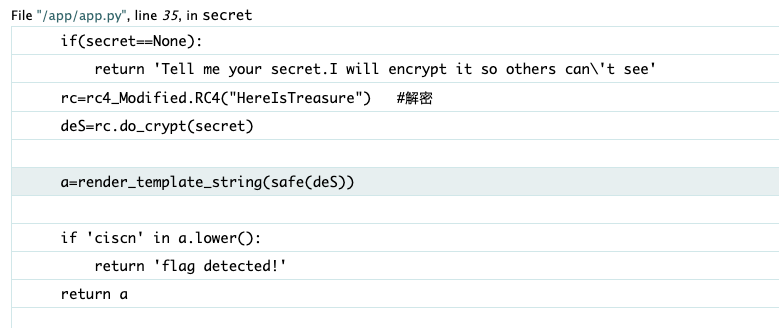 File "/app/app.py", line 35, in secret
if(secret==None):
return 'Tell me your secret.I will encrypt it so others can\'t see'
rc=rc4_Modified.RC4("HereIsTreasure")   #解密
deS=rc.do_crypt(secret)
a=render_template_string(safe(deS))
if 'ciscn' in a.lower():
return 'flag detected!'
return a